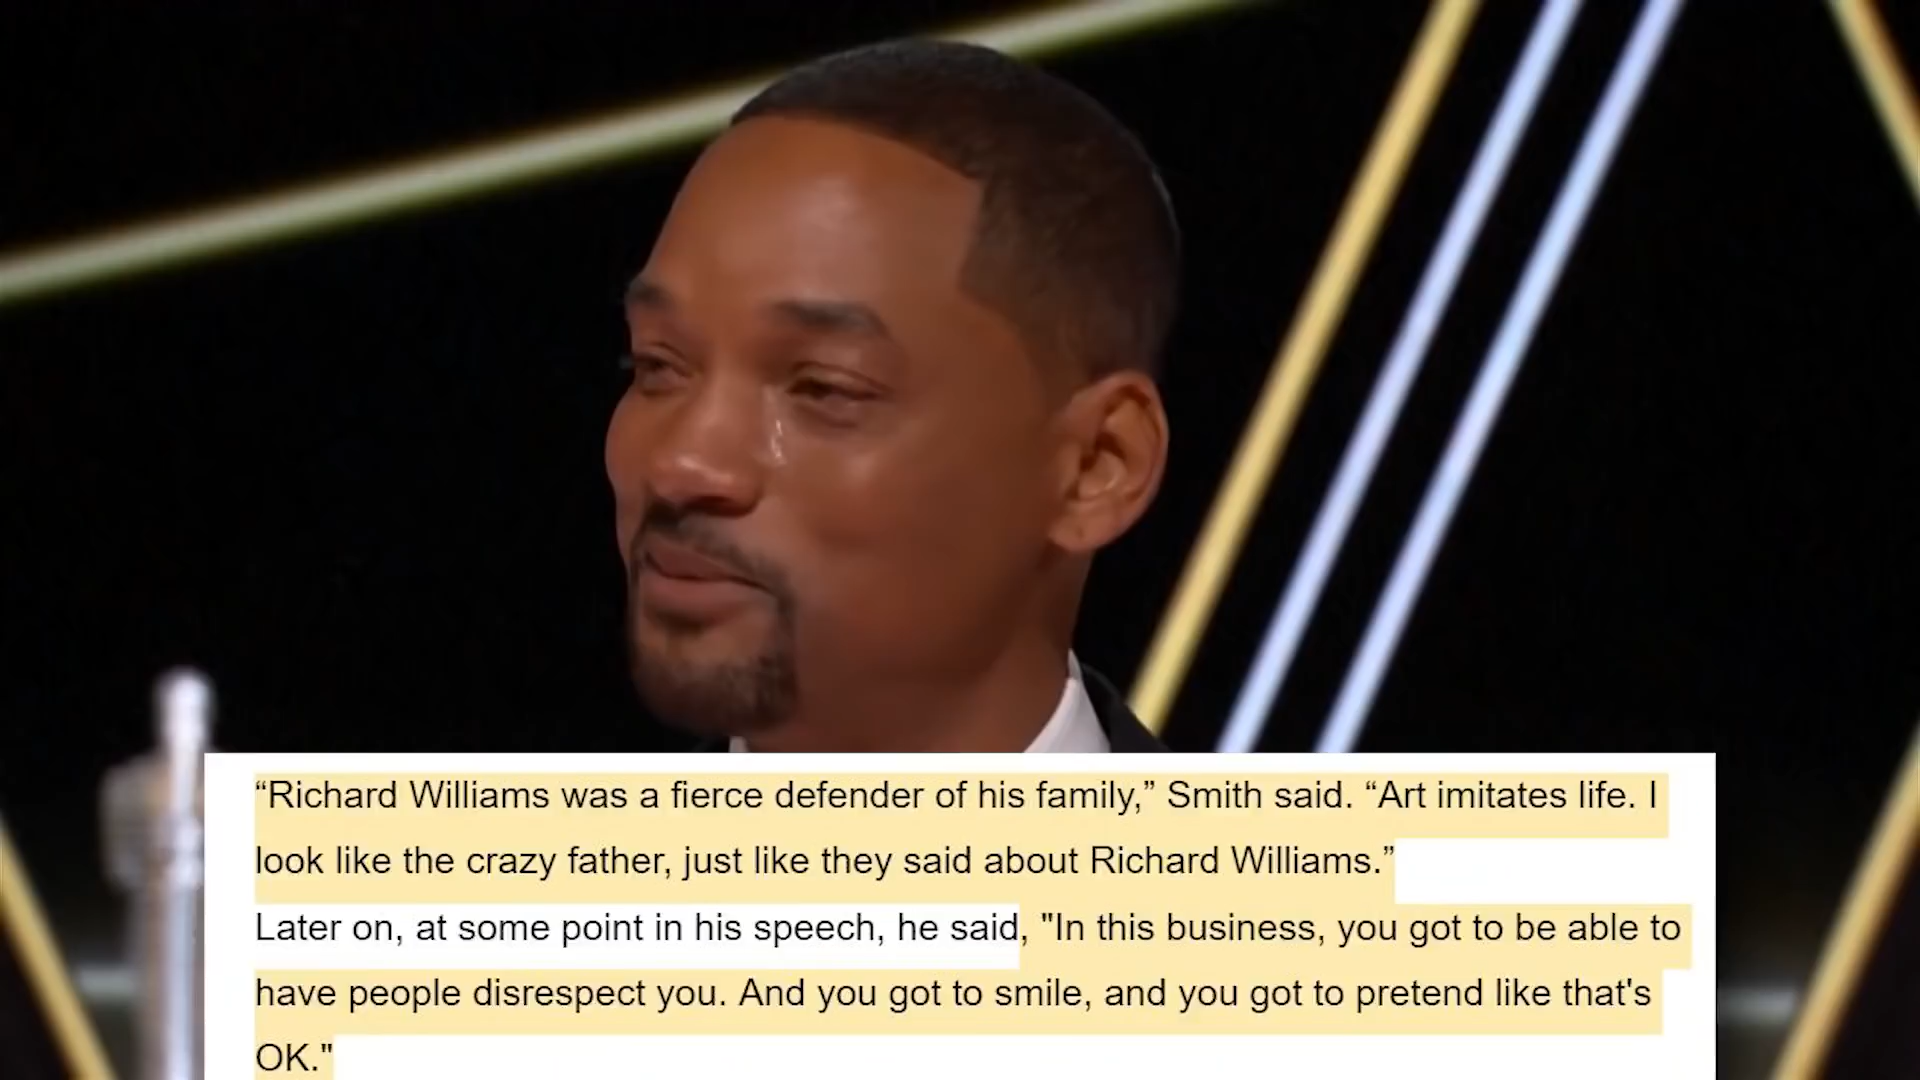 “Richard Williams was a fierce defender of his family,” Smith said. “Art imitates life. I
look like the crazy father, just like they said about Richard Williams.”
Later on, at some point in his speech, he said, "In this business, you got to be able to
have people disrespect you. And you got to smile, and you got to pretend like that's
OK."